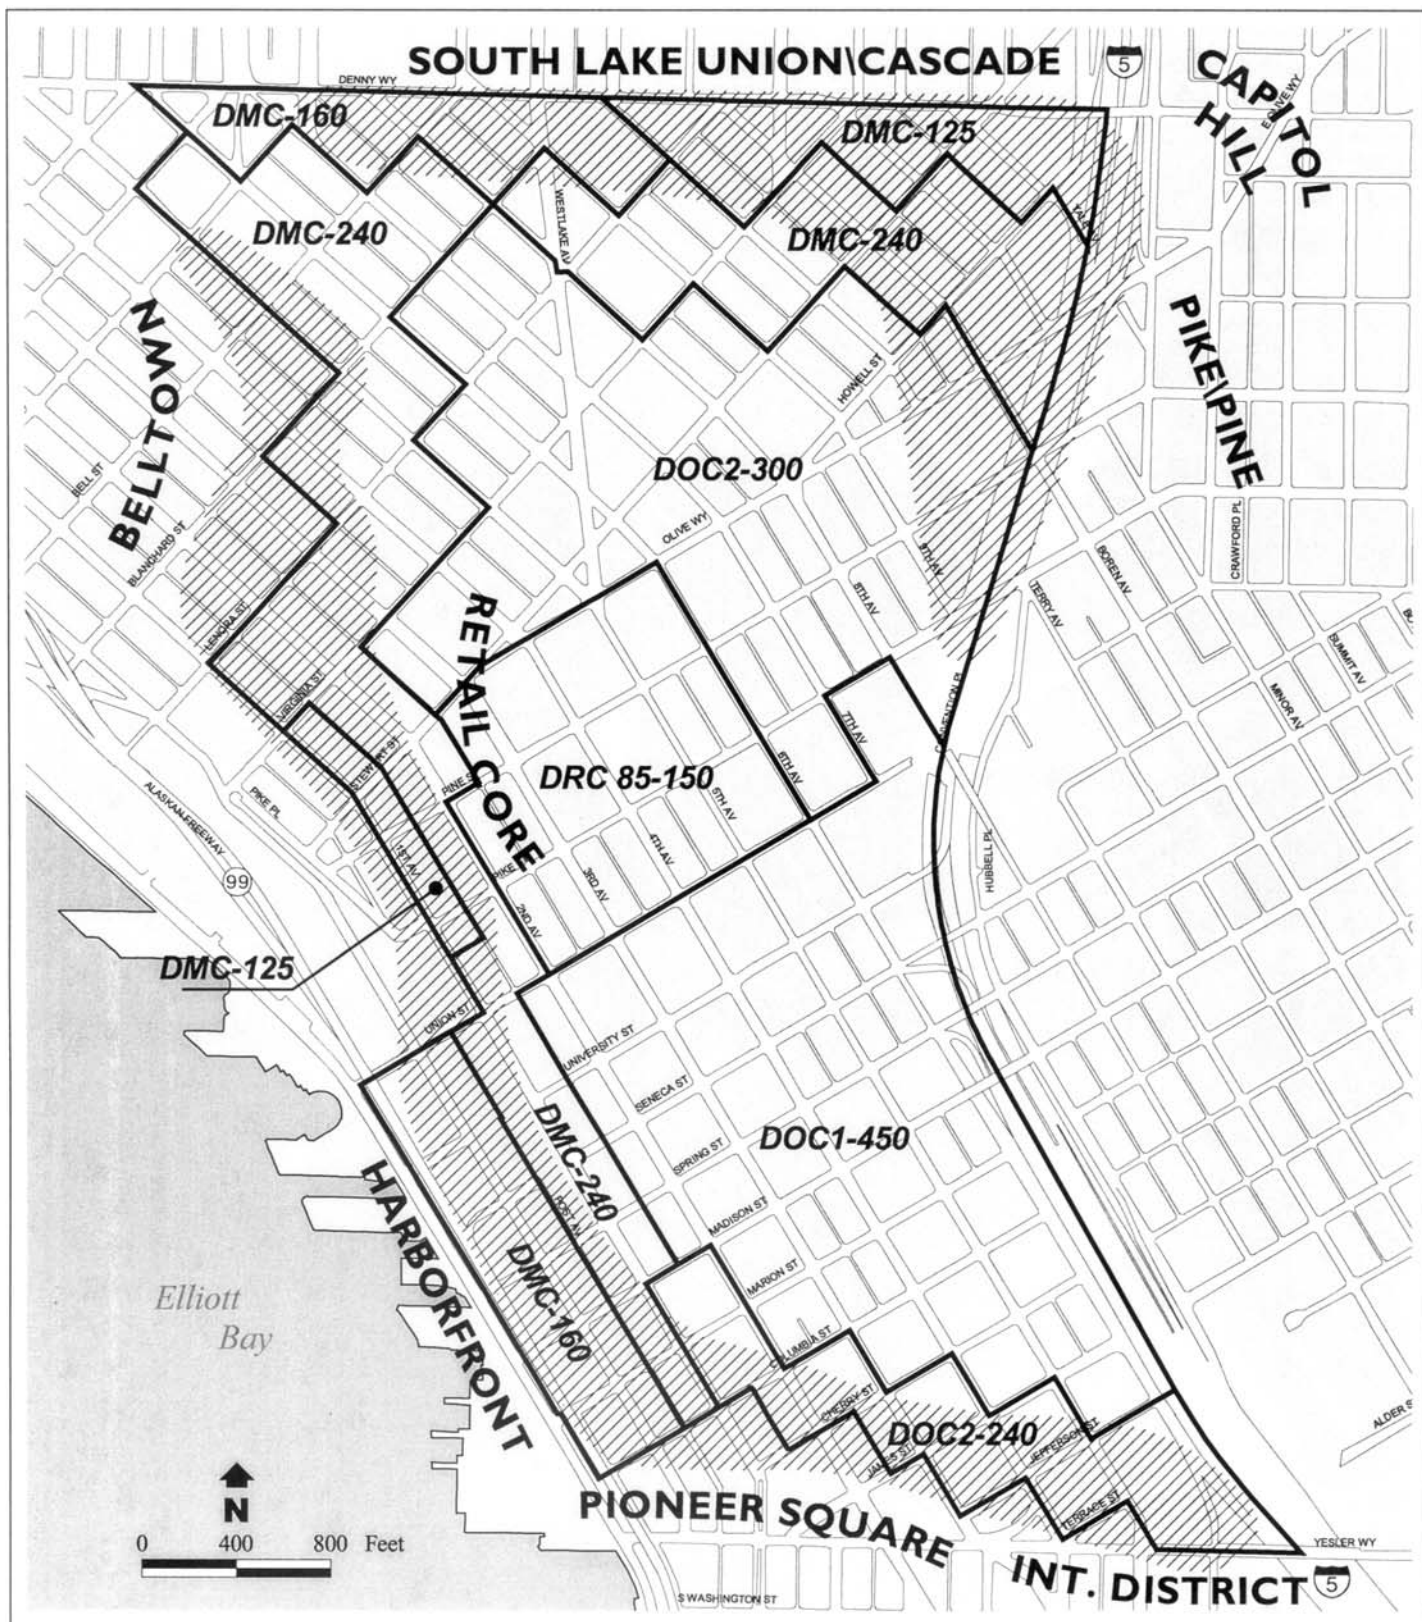 SOUTH LAKE UNION\CASCADE
5
CAPITOL
HILL
DENNY WY
E OLIVE WY
DMC-160
DMC-125
DMC-240
DMC-240
WESTLAKE AV
BELLTOWN
PIKE\PINE
HOWELL ST
DOC2-300
BELL ST
BLANCHARD ST
OLIVE WY
9TH AV
8TH AV
BOREN AV
TERRY AV
CRAWFORD PL
SUMMIT AV
MINOR AV
LENORA ST
VIRGINIA ST
STEWART ST
RETAIL CORE
CONVENTION PL
7TH AV
6TH AV
DRC 85-150
PINE S
PIKE
5TH AV
4TH AV
3RD AV
2ND AV
1ST AV
PIKE PL
ALASKAN FREEWAY
99
HUBBELL PL
DMC-125
UNION ST
UNIVERSITY ST
SENECA ST
SPRING ST
MADISON ST
MARION ST
COLUMBIA ST
CHERRY ST
JAMES ST
JEFFERSON ST
TERRACE ST
DMC-240
POST AV
DOC1-450
DMC-160
HARBORFRONT
Elliott
Bay
DOC2-240
ALDER S
N
0 400 800 Feet
PIONEER SQUARE
INT. DISTRICT
5
YESLER WY
S WASHINGTON ST